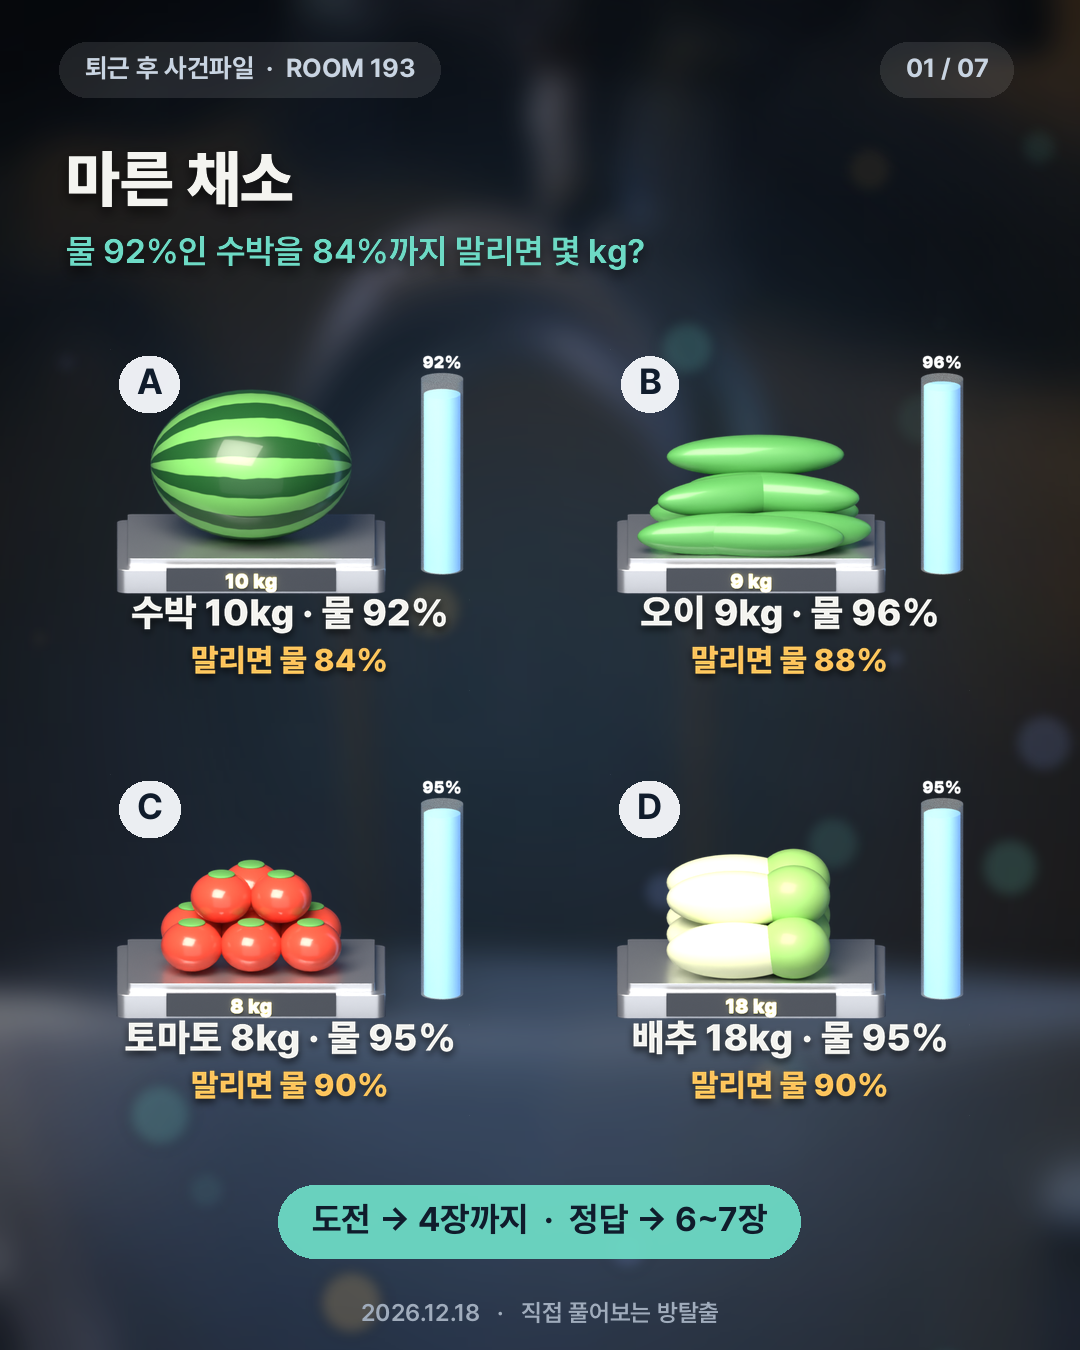 퇴근 후 사건파일 · ROOM 193
01 / 07
마른 채소
물 92%인 수박을 84%까지 말리면 몇 kg?
A
92%
10 kg
수박 10kg · 물 92%
말리면 물 84%
B
96%
9 kg
오이 9kg · 물 96%
말리면 물 88%
C
95%
8 kg
토마토 8kg · 물 95%
말리면 물 90%
D
95%
18 kg
배추 18kg · 물 95%
말리면 물 90%
도전 → 4장까지 · 정답 → 6~7장
2026.12.18 · 직접 풀어보는 방탈출